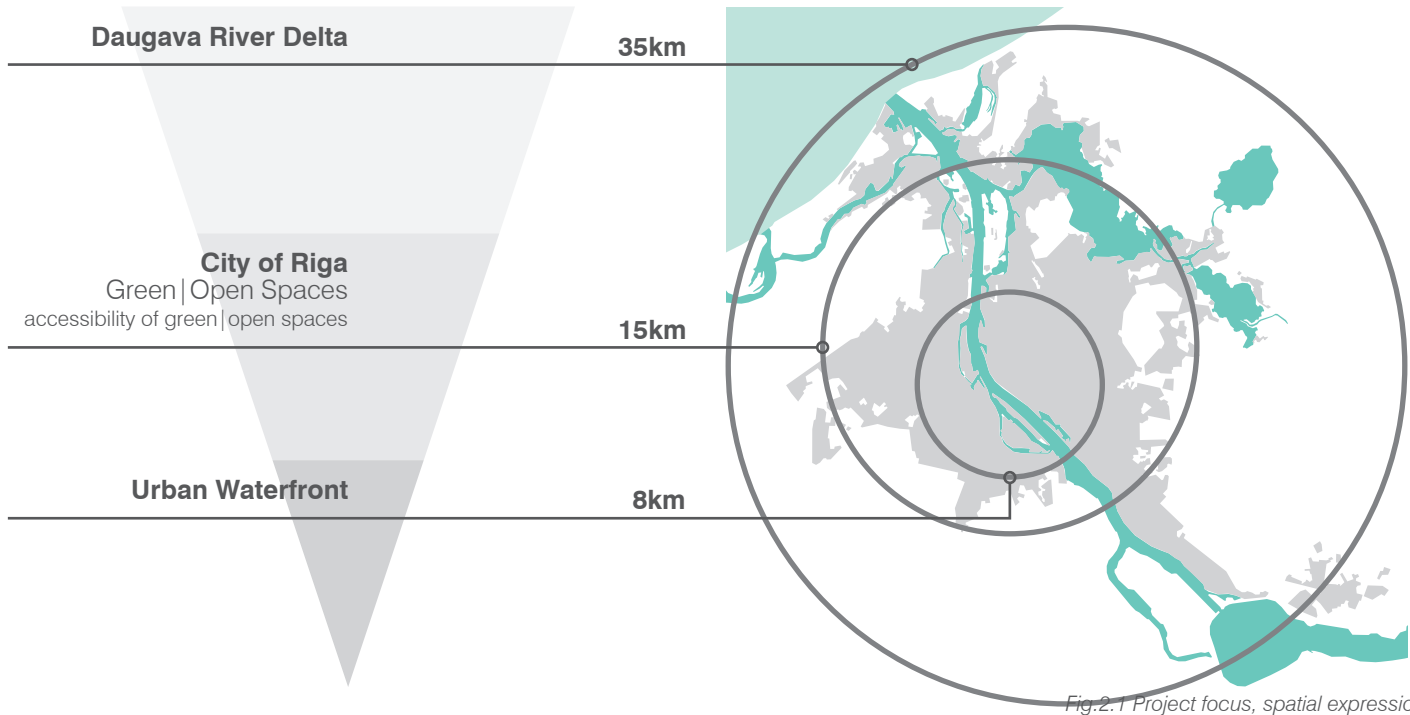 Daugava River Delta
35km
City of Riga
Green|Open Spaces
accessibility of green|open spaces
15km
Urban Waterfront
8km
Fig.2.1 Project focus, spatial expressio